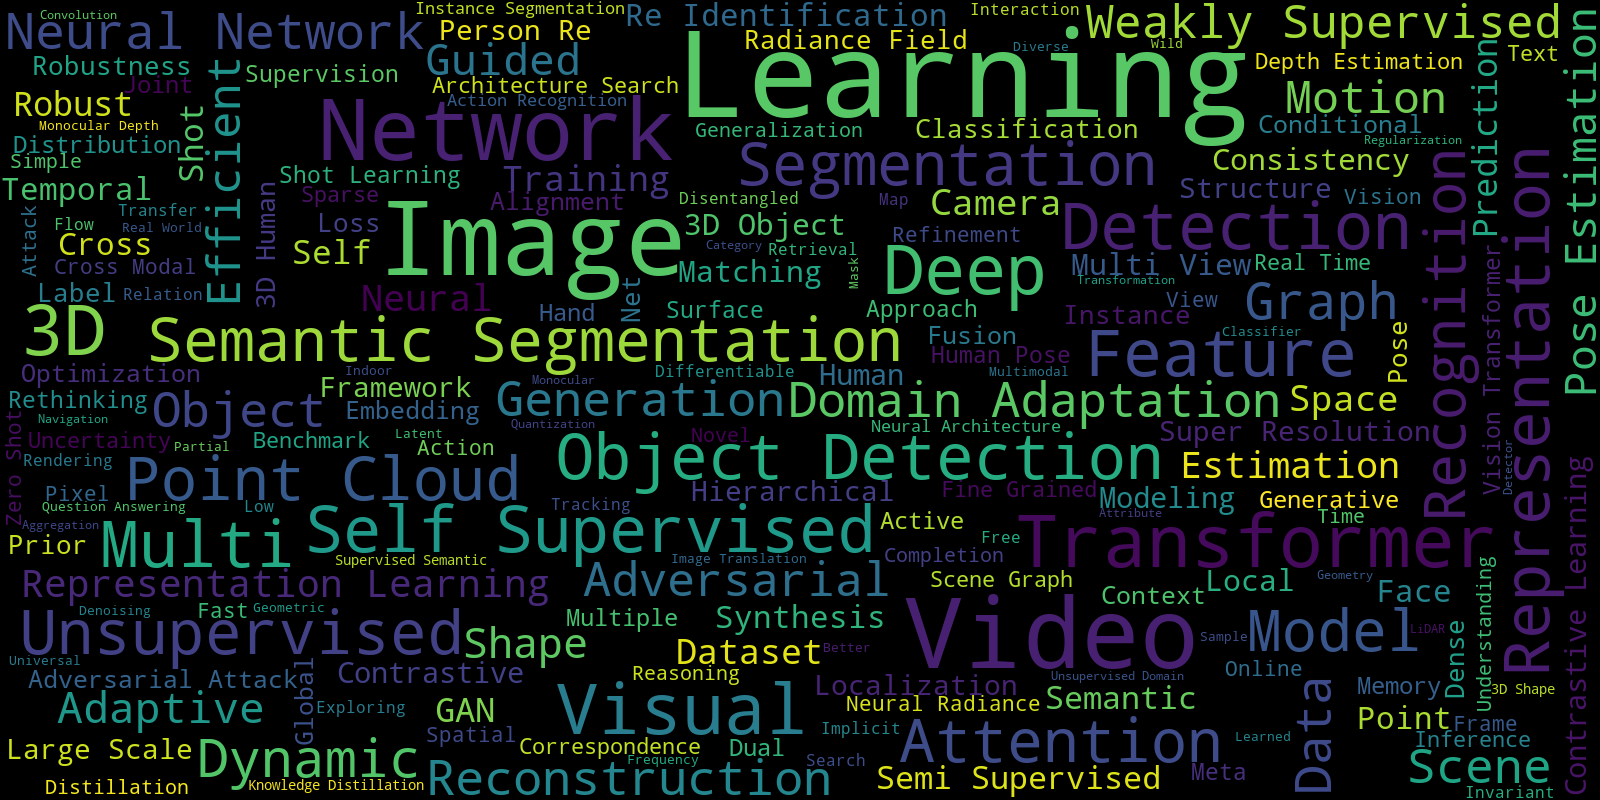 Convolution
Instance Segmentation
Re Identification
Interaction
Weakly Supervised
Neural Network
Person Re
Radiance Field
Diverse
Wild
Learning
Robustness
Joint
Supervision
Guided
Architecture Search
Depth Estimation
Text
Robust
Efficient
Action Recognition
Motion
Prediction
Pose Estimation
Monocular Depth
Shot
Network
Generalization
Classification
Conditional
Distribution
Regularization
Simple
Segmentation
Consistency
Temporal
Shot Learning
Training
Structure
Vision
Sparse
Alignment
Disentangled
Map
Camera
Attack
Flow
Transfer
Real World
3D Human
Loss
Image
3D Object
Refinement
Detection
Recognition
Representation
Cross
Self
Category
Retrieval
Deep
Cross Modal
Matching
Mask
Multi View
Real Time
Transformation
Label
Relation
Neural
Net
Hand
Surface
Approach
View
Graph
Instance
3D
Semantic Segmentation
Fusion
Classifier
Pose
Vision Transformer
Human Pose
Feature
Optimization
Indoor
Monocular
Differentiable
Human
Multimodal
Rethinking
Framework
Generation
Domain Adaptation
Space
Navigation
Object
Embedding
Quantization
Neural Architecture
Zero Shot
Uncertainty
Partial
Benchmark
Latent
Action
Novel
Super Resolution
Rendering
Point Cloud
Object Detection
Estimation
Detector
Pixel
Question Answering
Low
Tracking
Hierarchical
Fine Grained
Modeling
Generative
Contrastive Learning
Aggregation
Multi
Self Supervised
Active
Attribute
Time
Prior
Free
Transformer
Supervised Semantic
Image Translation
Completion
Representation Learning
Adversarial
Scene Graph
Context
Local
Geometry
Face
Understanding
Denoising
Fast
Geometric
Multiple
Synthesis
Video
Unsupervised
Shape
Sample
Model
LiDAR
Dense
Universal
Dataset
Better
Adversarial Attack
Global
Contrastive
Reasoning
Localization
Unsupervised Domain
Online
Memory
3D Shape
Adaptive
Exploring
GAN
Visual
Neural Radiance
Semantic
Data
Point
Frame
Spatial
Implicit
Attention
Learned
Inference
Large Scale
Dynamic
Correspondence
Dual
Frequency
Search
Scene
Distillation
Knowledge Distillation
Reconstruction
Semi Supervised
Meta
Invariant